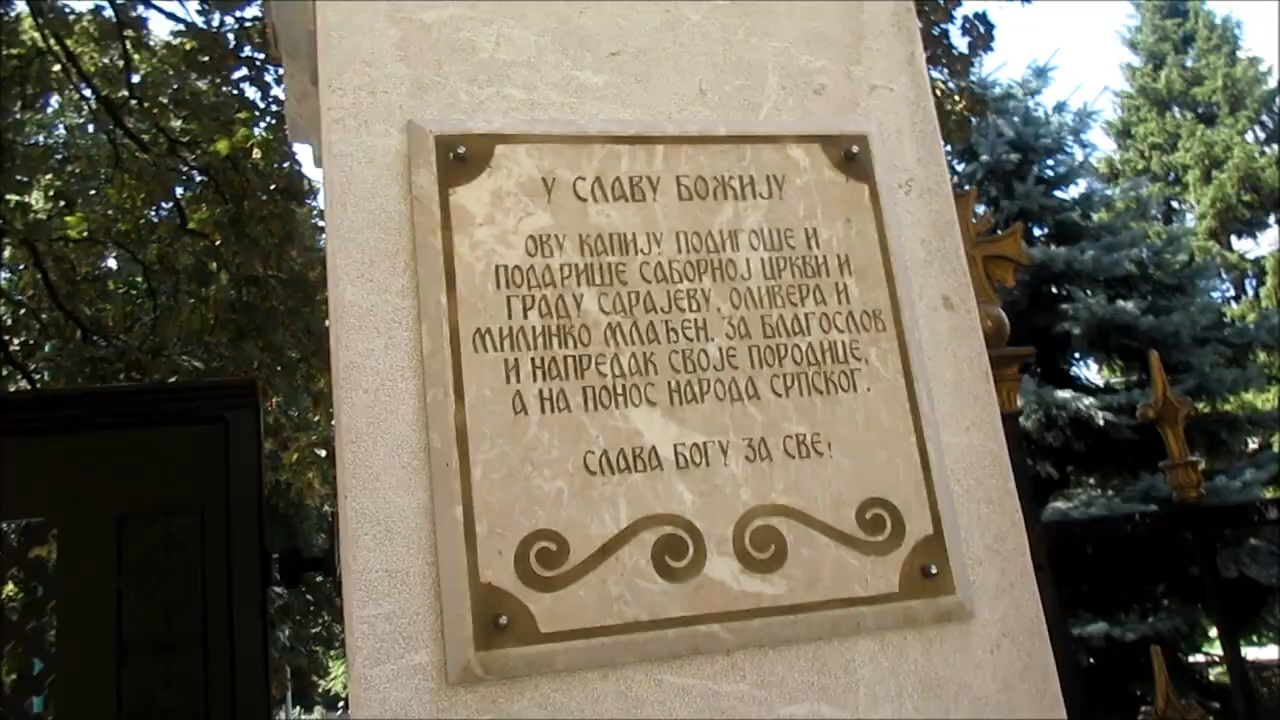 У СЛАВУ БОЖИЈУ
ОВУ КАПИЈУ ПОДИГОШЕ И
ПОДАРИШЕ САБОРНОЈ ЦРКВИ И
ГРАДУ САРАЈЕВУ, ОЛИВЕРА И
МИЛИНКО МЛАЂЕН, ЗА БЛАГОСЛОВ
И НАПРЕДАК СВОЈЕ ПОРОДИЦЕ,
А НА ПОНОС НАРОДА СРПСКОГ.
СЛАВА БОГУ ЗА СВЕ!